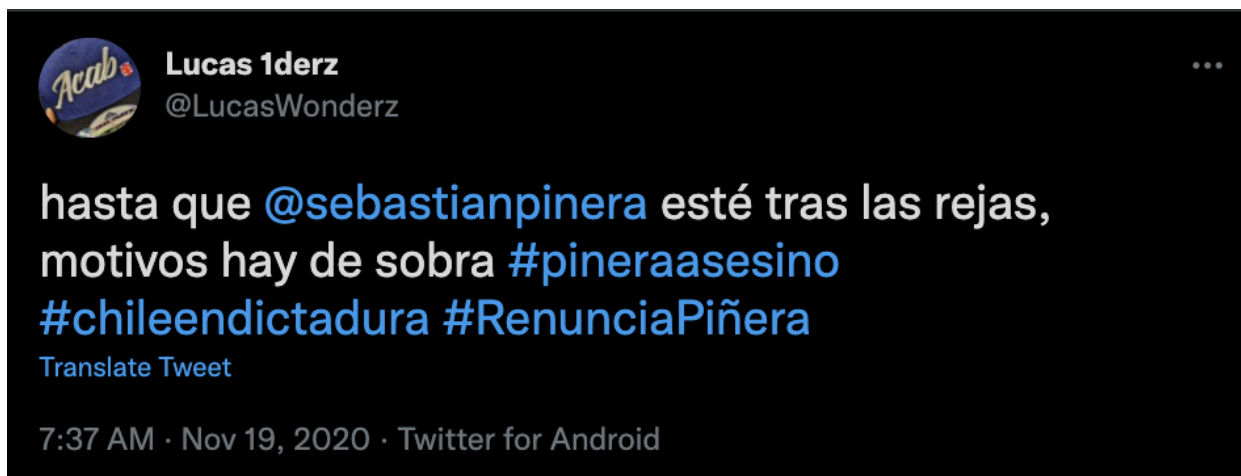 Acab
Lucas 1derz
@LucasWonderz
hasta que @sebastianpinera esté tras las rejas,
motivos hay de sobra #pineraasesino
#chileendictadura #RenunciaPiñera
Translate Tweet
7:37 AM · Nov 19, 2020 · Twitter for Android